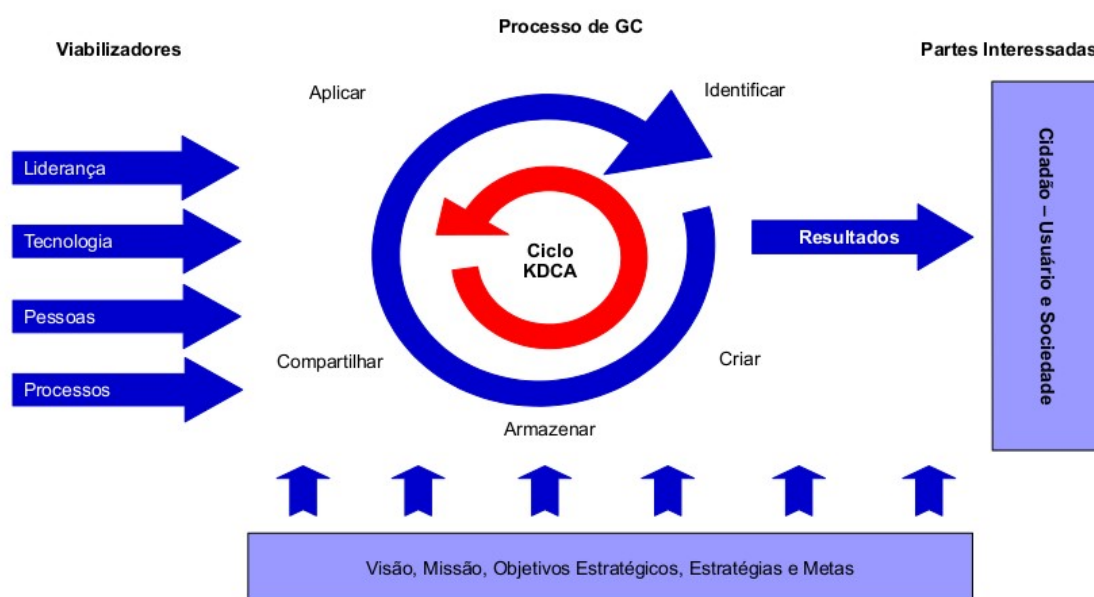 Processo de GC
Viabilizadores
Partes Interessadas
Aplicar
Identificar
Liderança
Tecnologia
Pessoas
Processos
Ciclo
KDCA
Resultados
Cidadão – Usuário e Sociedade
Compartilhar
Criar
Armazenar
Visão, Missão, Objetivos Estratégicos, Estratégias e Metas